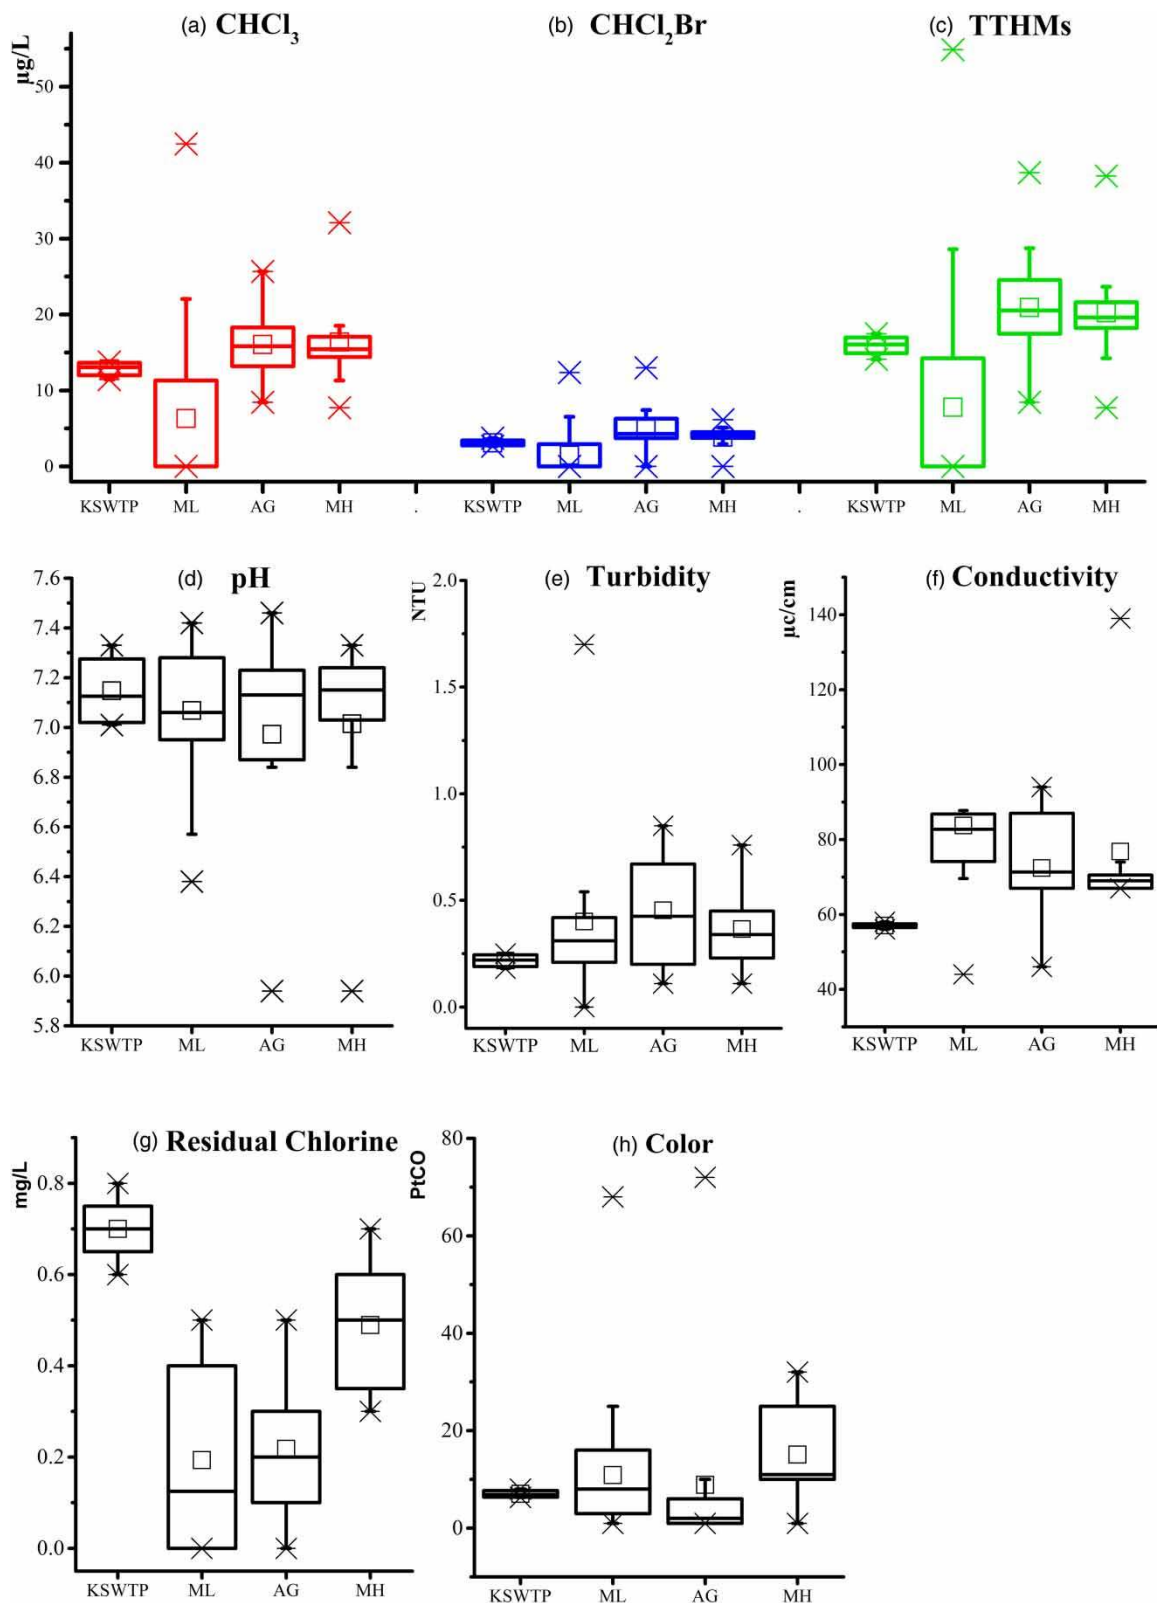 (a) CHCl3 (b) CHCl2Br (c) TTHMs
µg/L
50
40
30
20
10
0
KSWTP ML AG MH . KSWTP ML AG MH . KSWTP ML AG MH
(d) pH
7.6
7.4
7.2
7.0
6.8
6.6
6.4
6.2
6.0
5.8
KSWTP ML AG MH
(e) Turbidity
NTU
2.0
1.5
1.0
0.5
0.0
KSWTP ML AG MH
(f) Conductivity
µc/cm
140
120
100
80
60
40
KSWTP ML AG MH
(g) Residual Chlorine
mg/L
0.8
0.6
0.4
0.2
0.0
KSWTP ML AG MH
(h) Color
PtCO
80
60
40
20
0
KSWTP ML AG MH